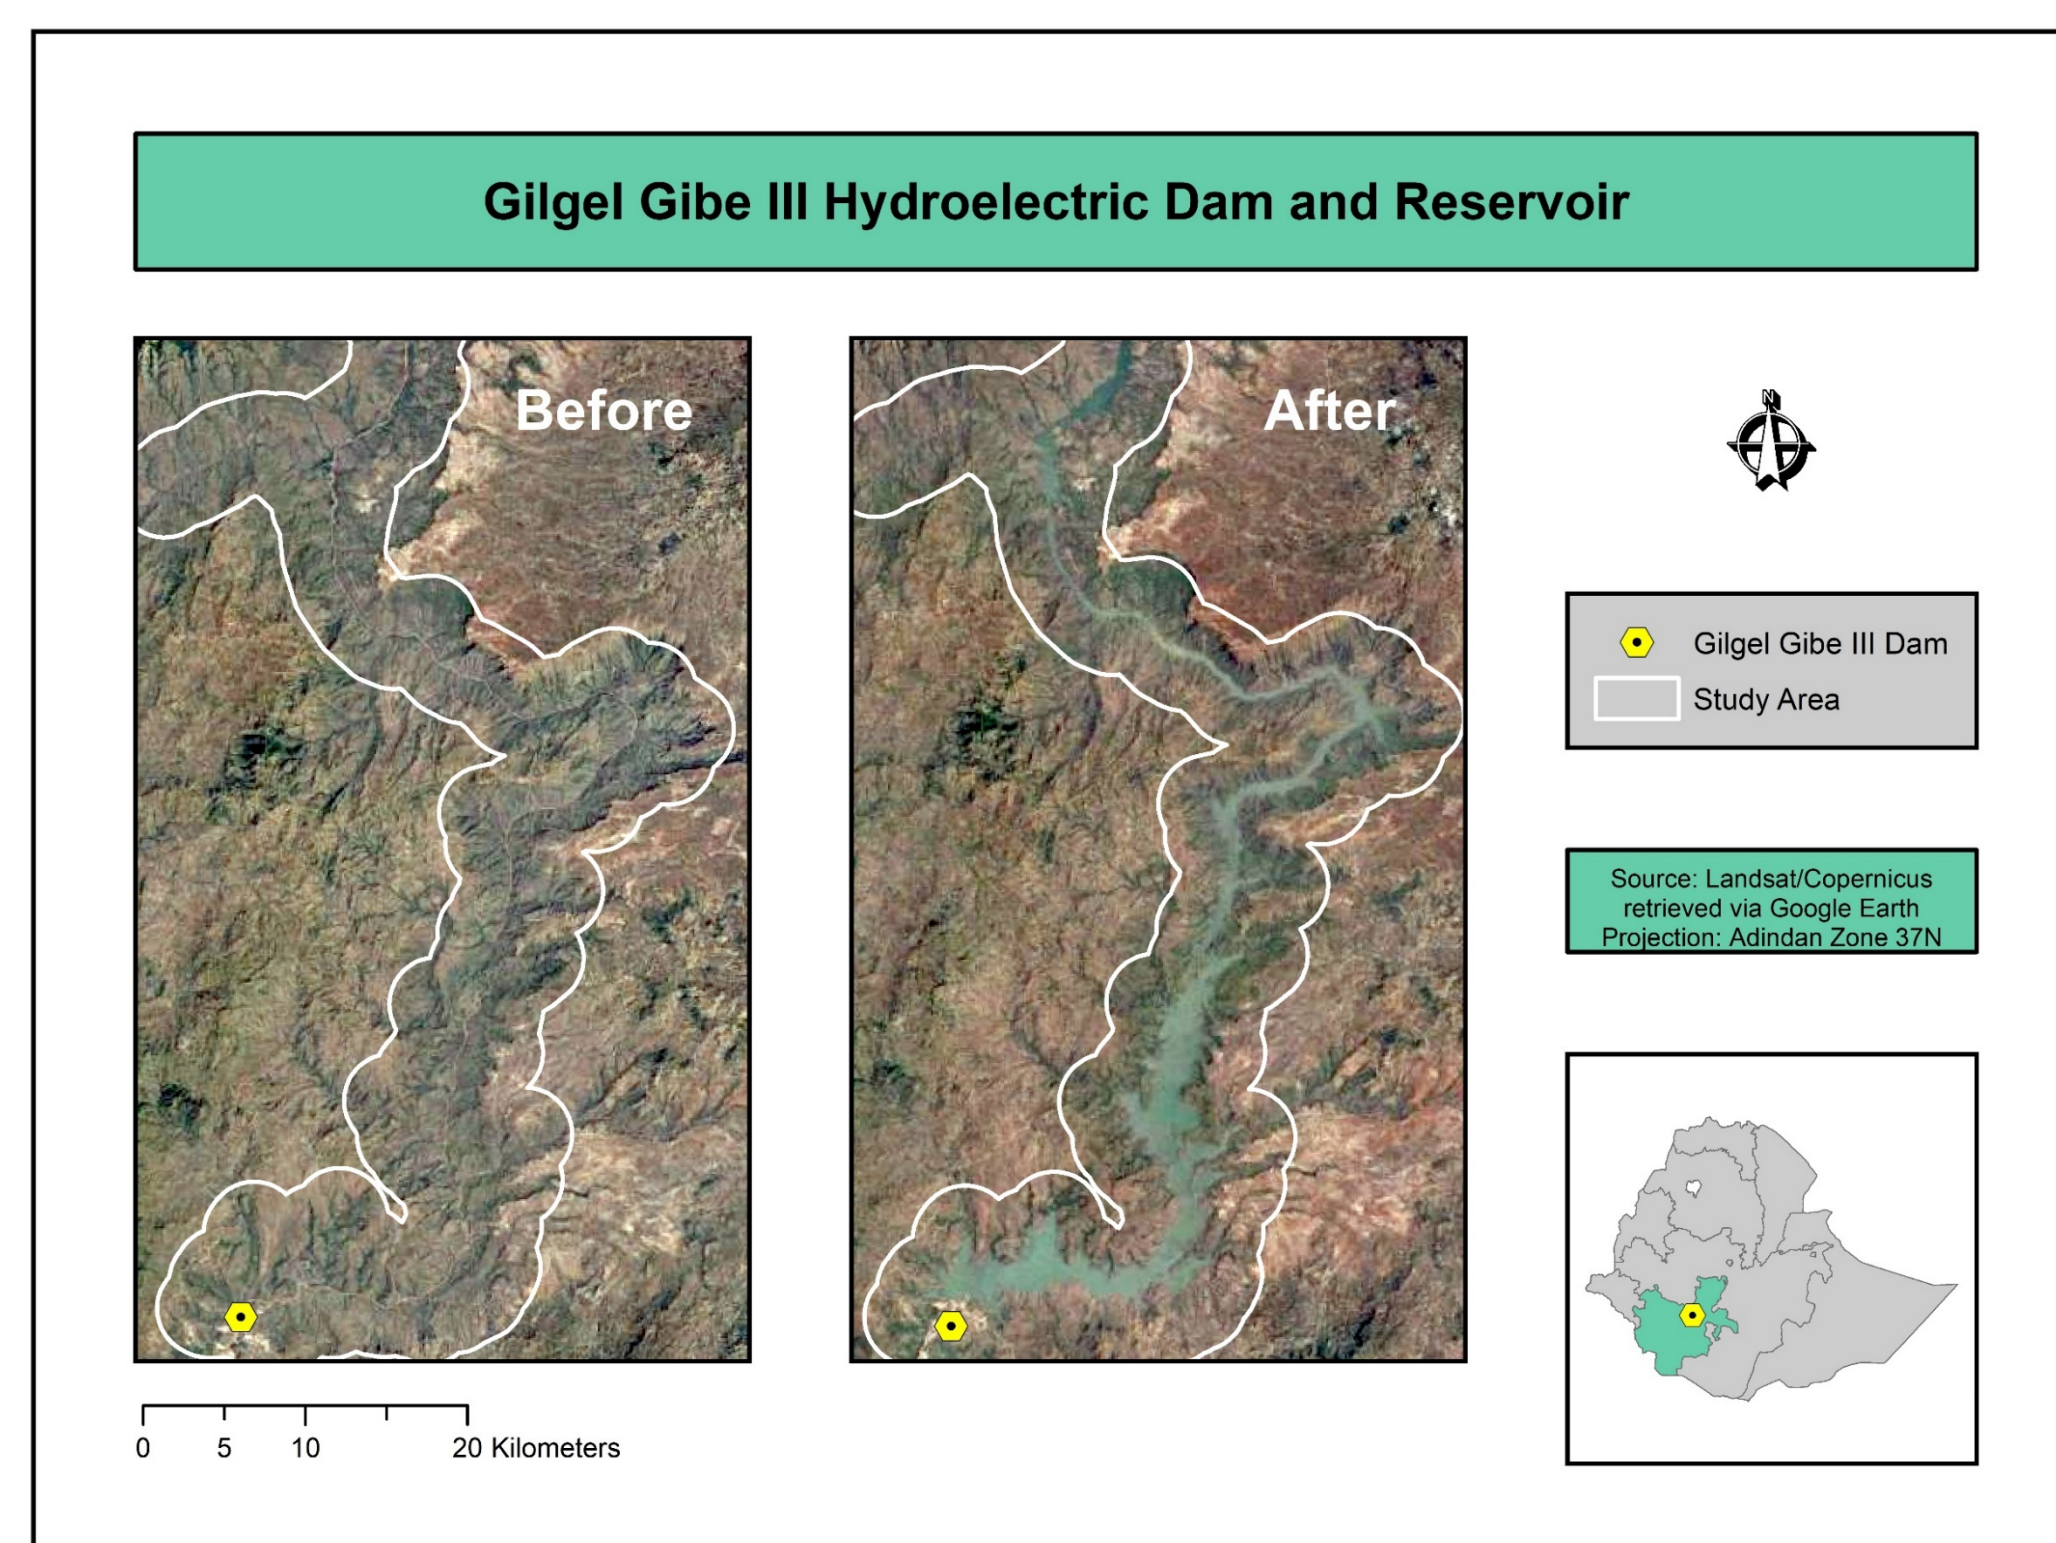 Gilgel Gibe III Hydroelectric Dam and Reservoir
Before
After
N
Gilgel Gibe III Dam
Study Area
Source: Landsat/Copernicus
retrieved via Google Earth
Projection: Adindan Zone 37N
0 5 10 20 Kilometers